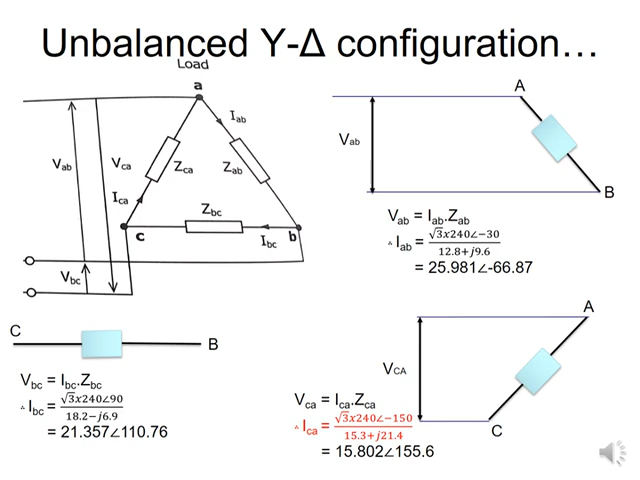 Unbalanced Y-Δ configuration…
Load
a
I_ab
V_ab
V_ca
Z_ca
Z_ab
I_ca
Z_bc
c
I_bc
b
V_bc
A
V_ab
B
V_ab = I_ab.Z_ab
∴ I_ab = √3x240∠−30 / 12.8+j9.6
= 25.981∠-66.87
C
B
V_bc = I_bc.Z_bc
∴ I_bc = √3x240∠90 / 18.2−j6.9
= 21.357∠110.76
A
V_CA
C
V_ca = I_ca.Z_ca
∴ I_ca = √3x240∠−150 / 15.3+j21.4
= 15.802∠155.6